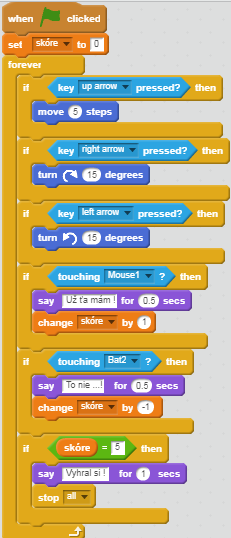 when clicked
set skóre to 0
forever
if key up arrow pressed? then
move 5 steps
if key right arrow pressed? then
turn 15 degrees
if key left arrow pressed? then
turn 15 degrees
if touching Mouse1 ? then
say Už ťa mám ! for 0.5 secs
change skóre by 1
if touching Bat2 ? then
say To nie ...! for 0.5 secs
change skóre by -1
if skóre = 5 then
say Vyhral si ! for 1 secs
stop all